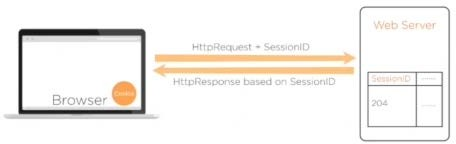 HttpRequest + SessionID
HttpResponse based on SessionID
Browser
Cookie
Web Server
SessionID ......
204 ......